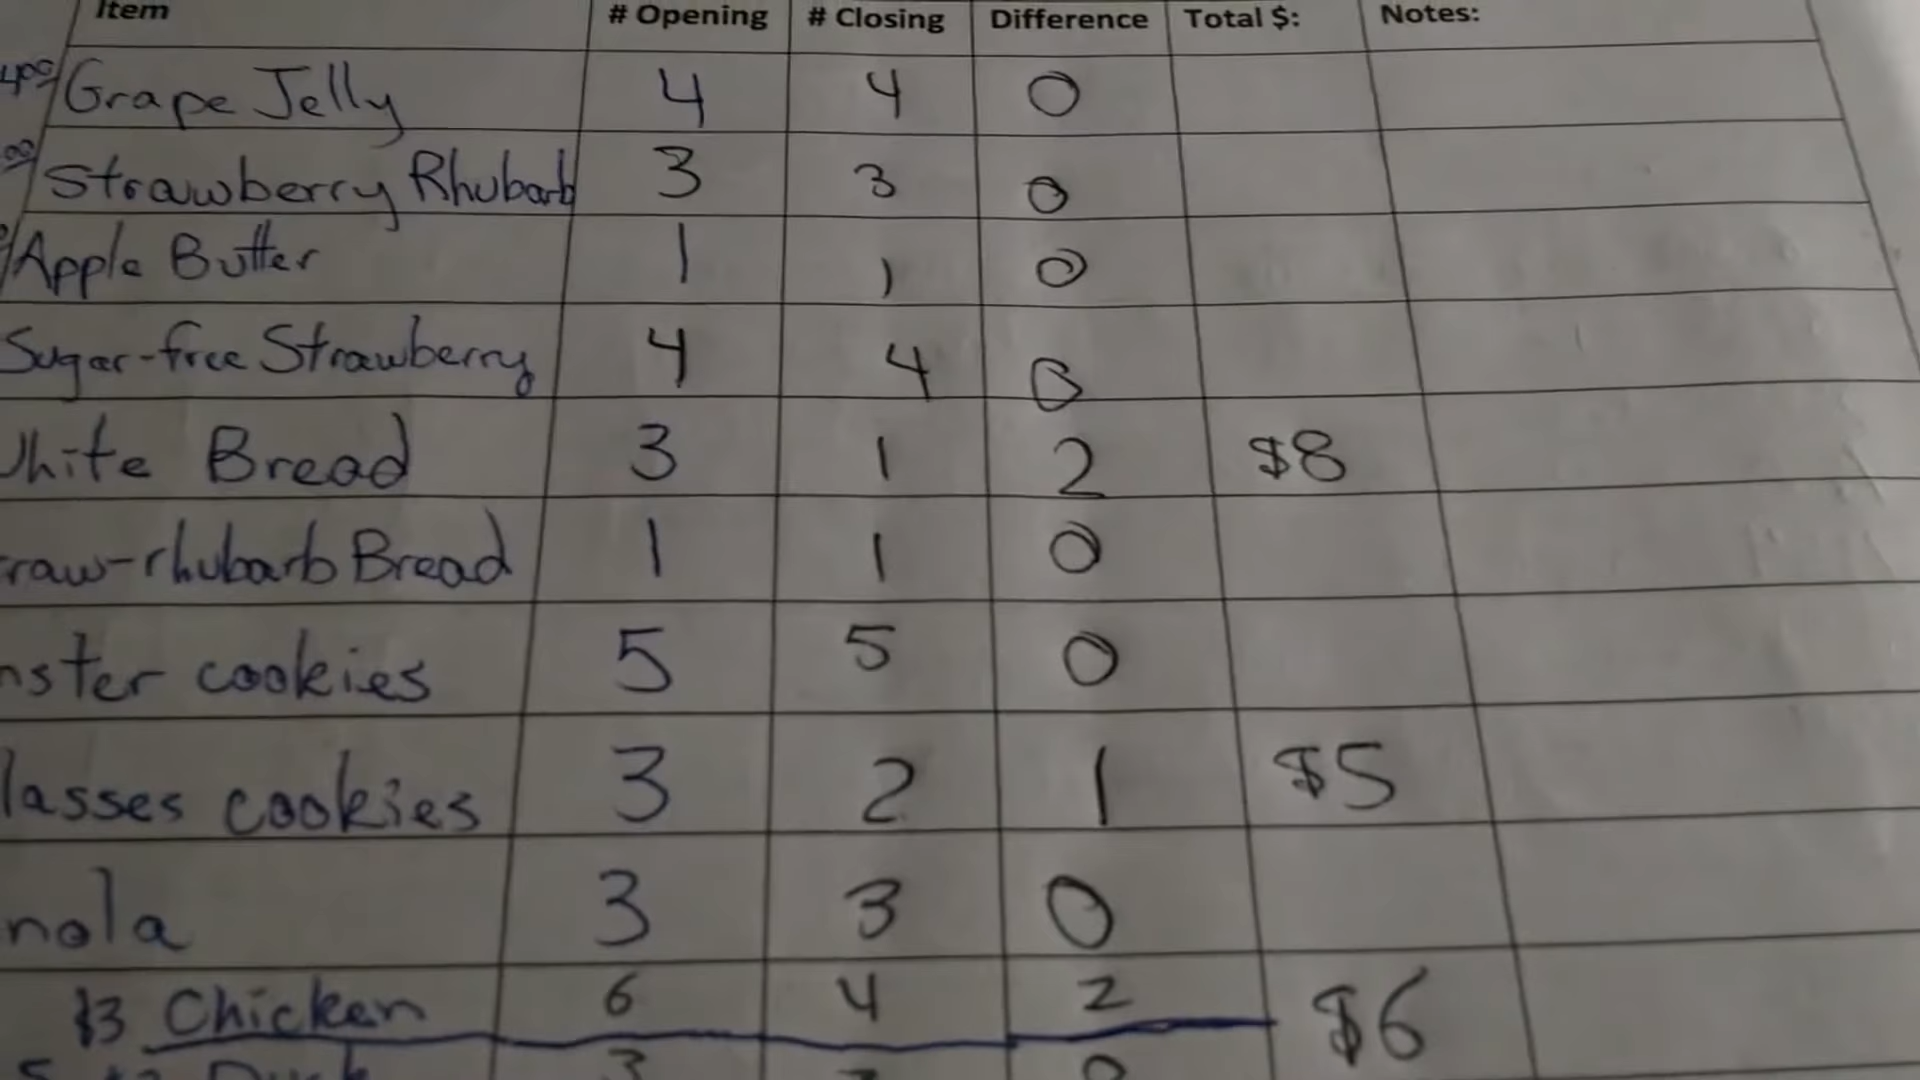 Item # Opening # Closing Difference Total $: Notes:
Grape Jelly 4 4 0
Strawberry Rhubarb 3 3 0
Apple Butter 1 1 0
Sugar-free Strawberry 4 4 0
hite Bread 3 1 2 $8
raw-rhubarb Bread 1 1 0
nster cookies 5 5 0
lasses cookies 3 2 1 $5
nola 3 3 0
$3 Chicken 6 4 2 $6